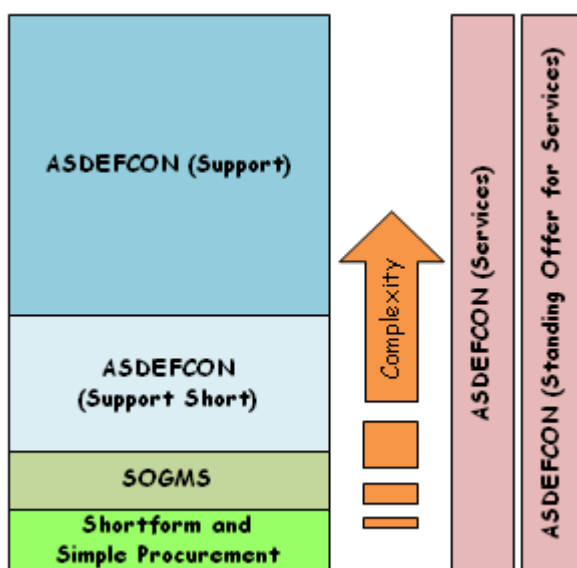 ASDEFCON (Support)
ASDEFCON
(Support Short)
SOGMS
Shortform and
Simple Procurement
Complexity
ASDEFCON (Services)
ASDEFCON (Standing Offer for Services)